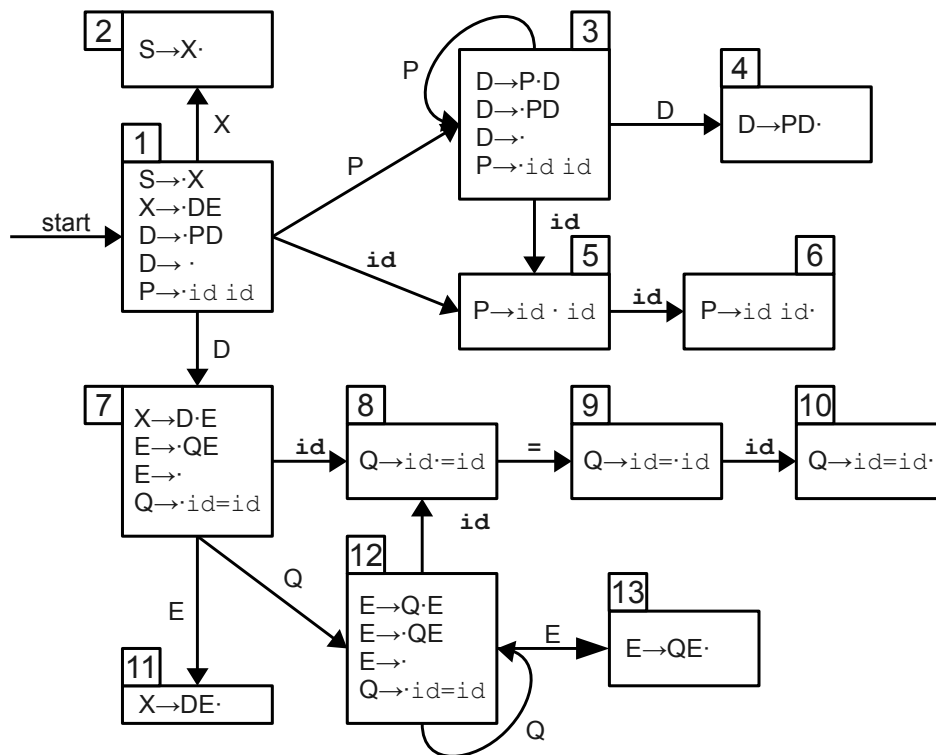 2
S→X·
X
1
S→·X
X→·DE
D→·PD
D→ ·
P→·id id
start
P
3
D→P·D
D→·PD
D→·
P→·id id
P
D
4
D→PD·
id
id
5
P→id · id
id
6
P→id id·
D
7
X→D·E
E→·QE
E→·
Q→·id=id
id
8
Q→id·=id
=
9
Q→id=·id
id
10
Q→id=id·
id
Q
E
12
E→Q·E
E→·QE
E→·
Q→·id=id
E
Q
13
E→QE·
11
X→DE·